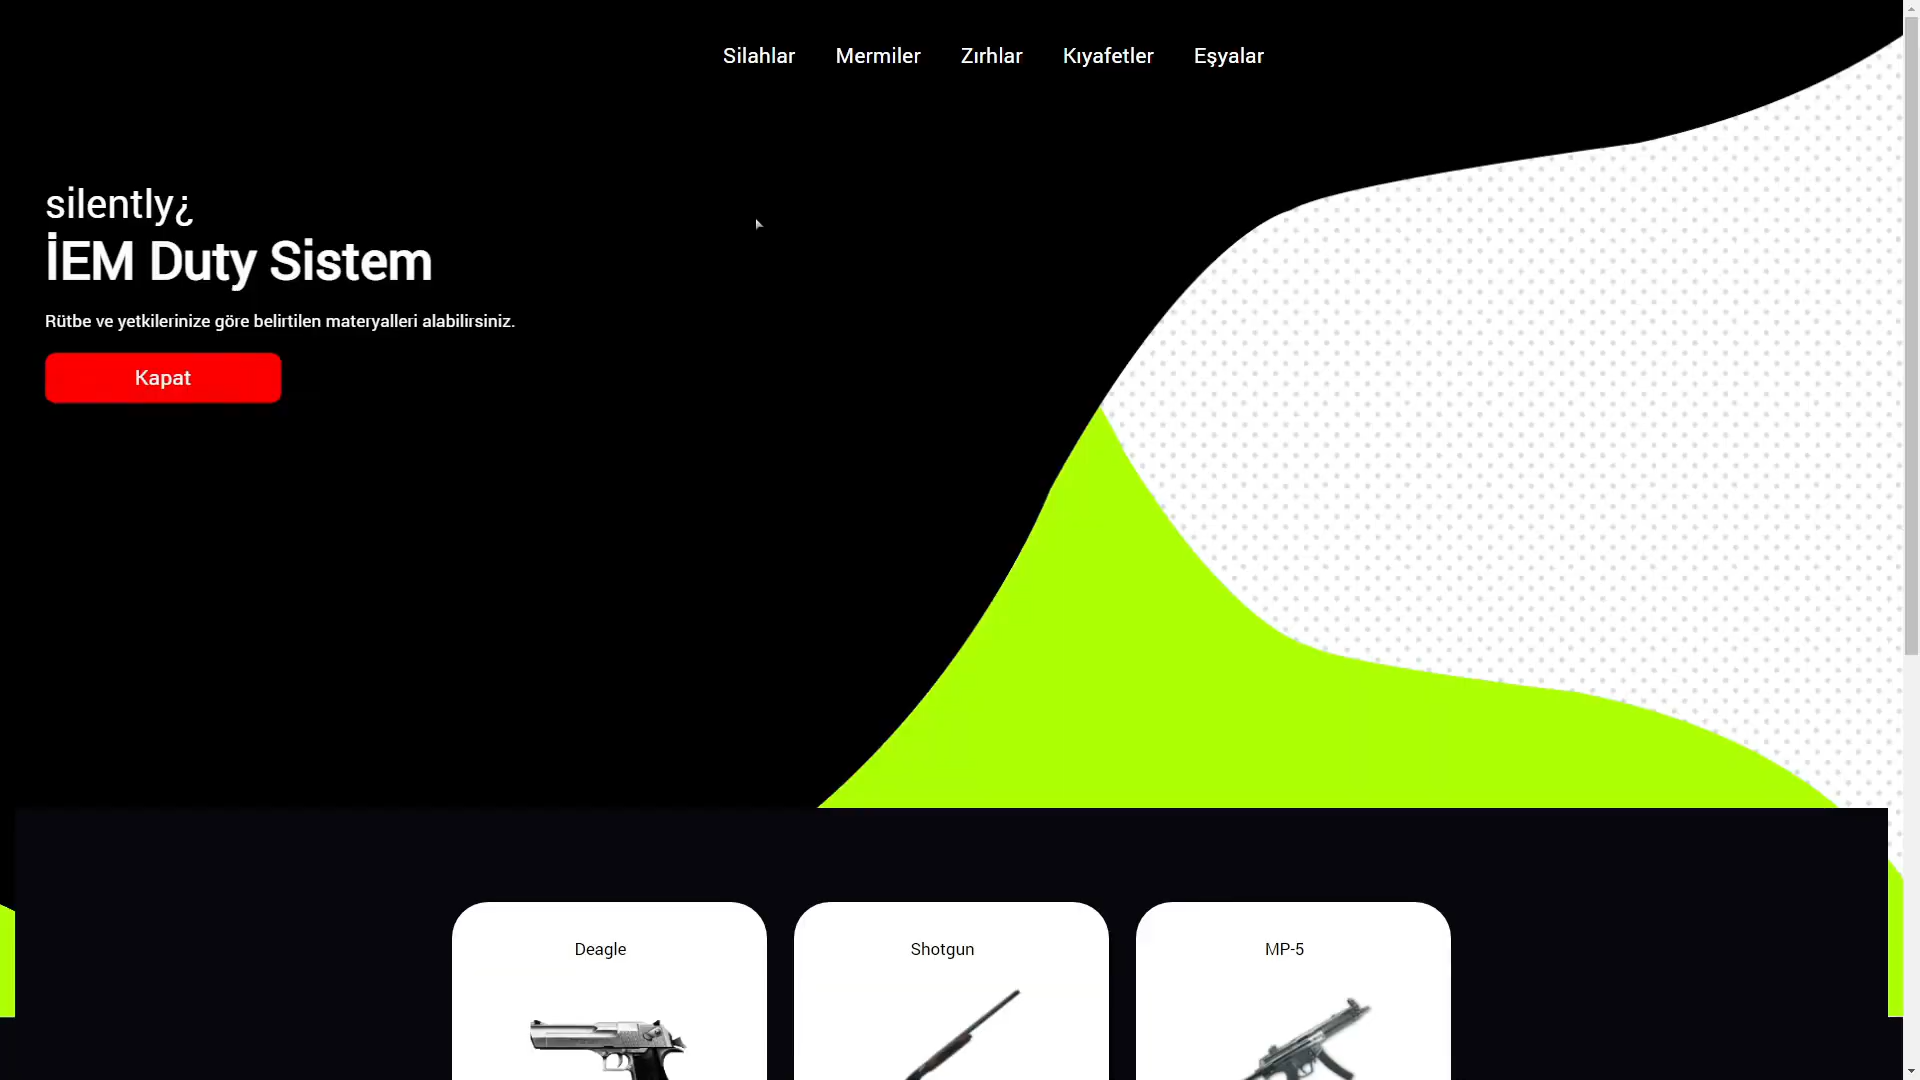 Silahlar Mermiler Zırhlar Kıyafetler Eşyalar
silently¿
İEM Duty Sistem
Rütbe ve yetkilerinize göre belirtilen materyalleri alabilirsiniz.
Kapat
Deagle Shotgun MP-5